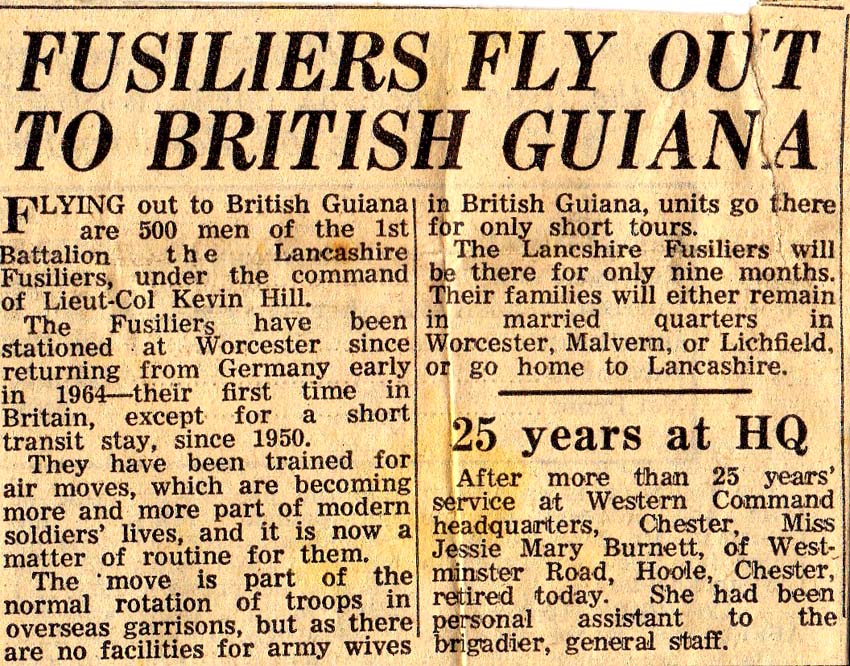 FUSILIERS FLY OUT
TO BRITISH GUIANA
FLYING out to British Guiana
are 500 men of the 1st
Battalion the Lancashire
Fusiliers, under the command
of Lieut-Col Kevin Hill.
The Fusiliers have been
stationed at Worcester since
returning from Germany early
in 1964—their first time in
Britain, except for a short
transit stay, since 1950.
They have been trained for
air moves, which are becoming
more and more part of modern
soldiers' lives, and it is now a
matter of routine for them.
The move is part of the
normal rotation of troops in
overseas garrisons, but as there
are no facilities for army wives
in British Guiana, units go there
for only short tours.
The Lancshire Fusiliers will
be there for only nine months.
Their families will either remain
in married quarters in
Worcester, Malvern, or Lichfield,
or go home to Lancashire.
25 years at HQ
After more than 25 years'
service at Western Command
headquarters, Chester, Miss
Jessie Mary Burnett, of West-
minster Road, Hoole, Chester,
retired today. She had been
personal assistant to the
brigadier, general staff.